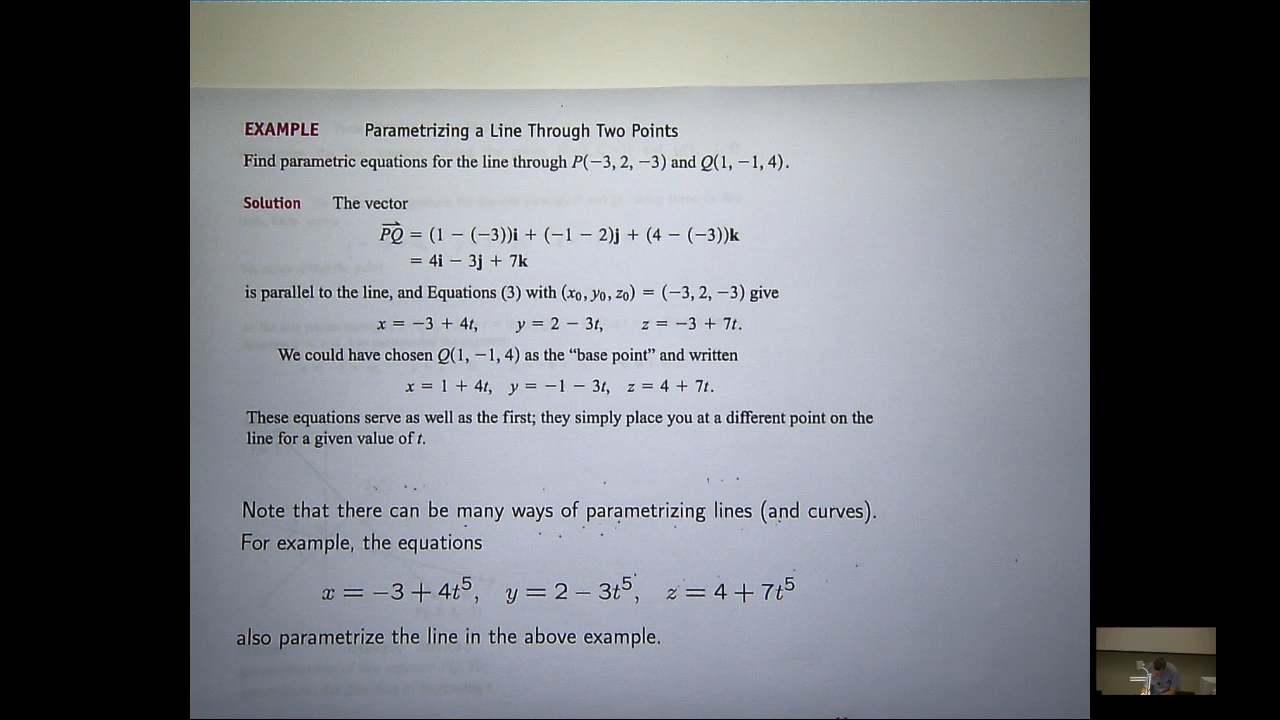 EXAMPLE Parametrizing a Line Through Two Points
Find parametric equations for the line through P(−3, 2, −3) and Q(1, −1, 4).
Solution The vector
PQ⃗ = (1 − (−3))i + (−1 − 2)j + (4 − (−3))k
= 4i − 3j + 7k
is parallel to the line, and Equations (3) with (x₀, y₀, z₀) = (−3, 2, −3) give
x = −3 + 4t, y = 2 − 3t, z = −3 + 7t.
We could have chosen Q(1, −1, 4) as the “base point” and written
x = 1 + 4t, y = −1 − 3t, z = 4 + 7t.
These equations serve as well as the first; they simply place you at a different point on the
line for a given value of t.
Note that there can be many ways of parametrizing lines (and curves).
For example, the equations
x = −3 + 4t⁵, y = 2 − 3t⁵, z = 4 + 7t⁵
also parametrize the line in the above example.